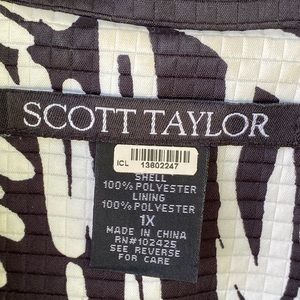 SCOTT TAYLOR
ICL 13802247
SHELL
100% POLYESTER
LINING
100% POLYESTER
1X
MADE IN CHINA
RN#102425
SEE REVERSE
FOR CARE